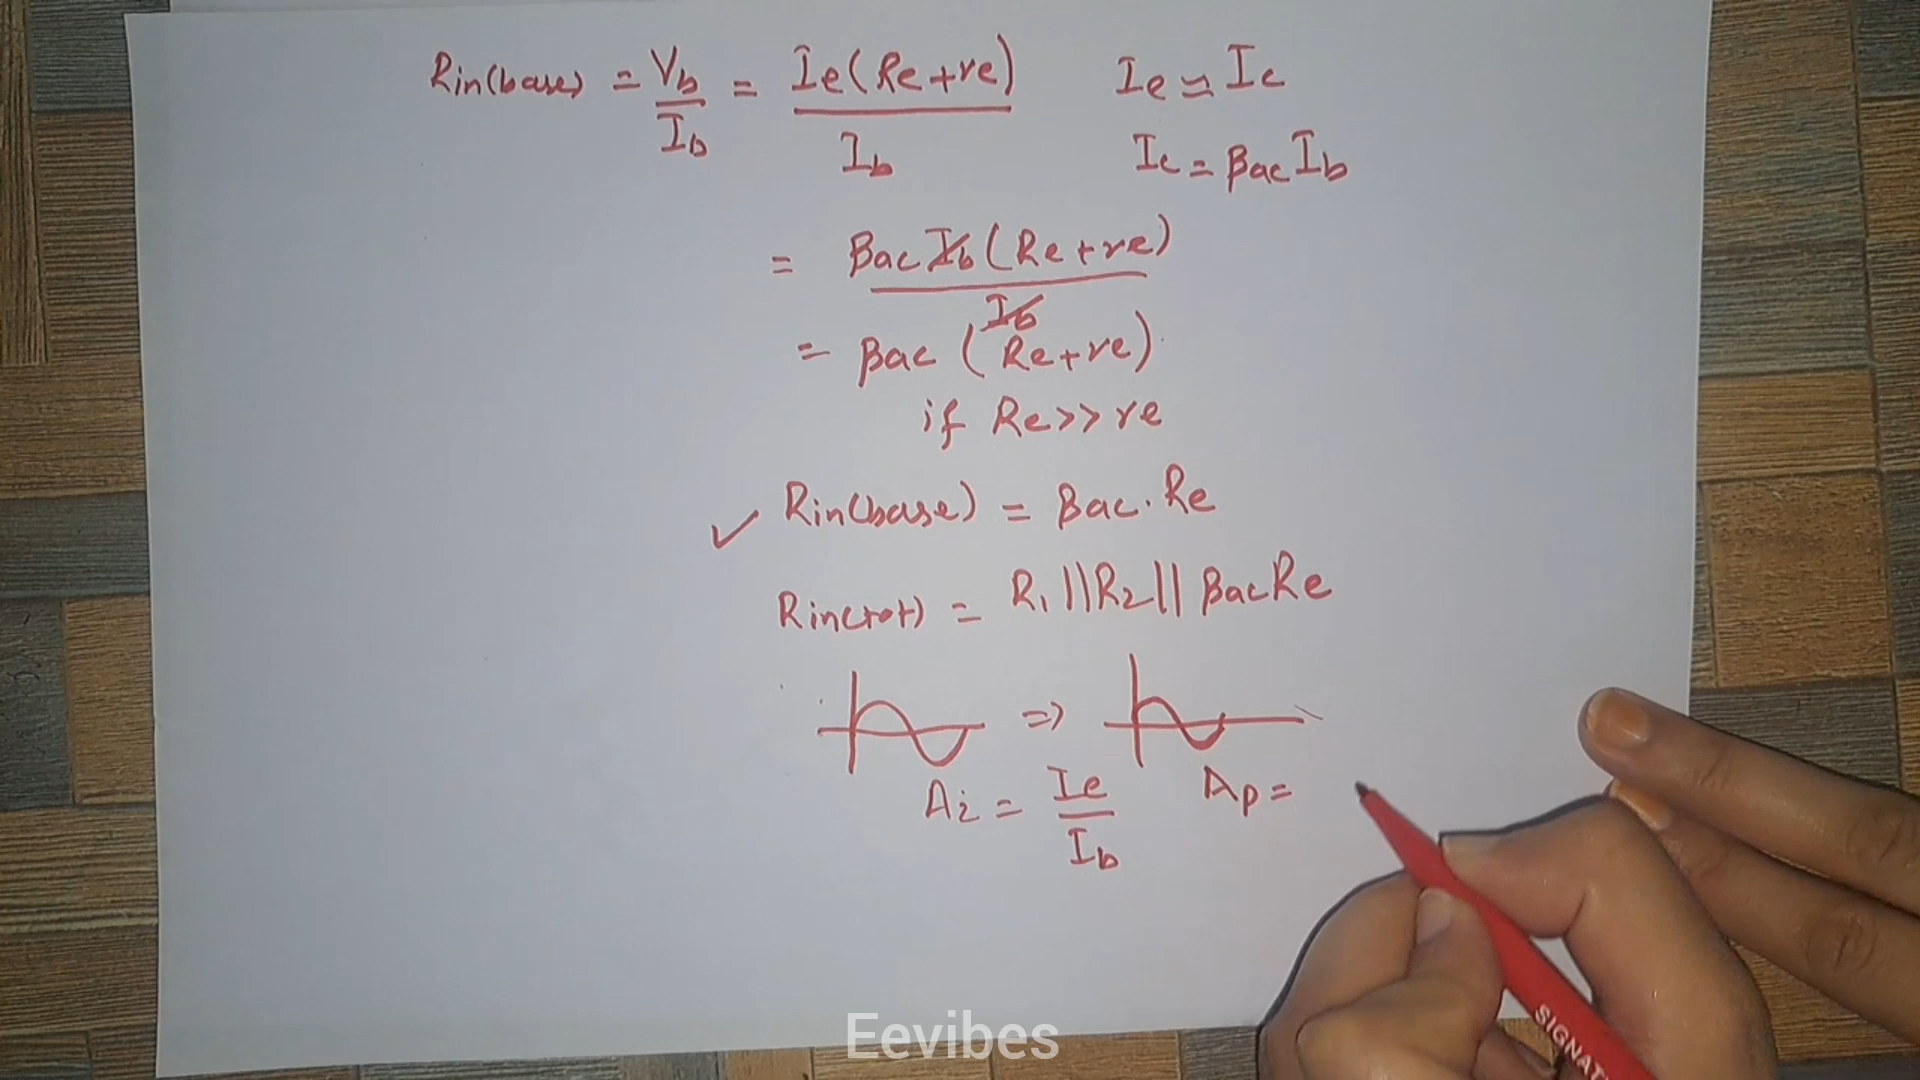 Rin(base) = Vb/Ib = Ie(Re+re)/Ib
Ie ≃ Ic
Ic = βac Ib
= βac Ib (Re+re)/Ib
= βac (Re+re)
if Re>>re
✓ Rin(base) = βac.Re
Rin(tot) = R1||R2|| βacRe
=>
Ai = Ie/Ib
Ap =
Eevibes
SIGNAT